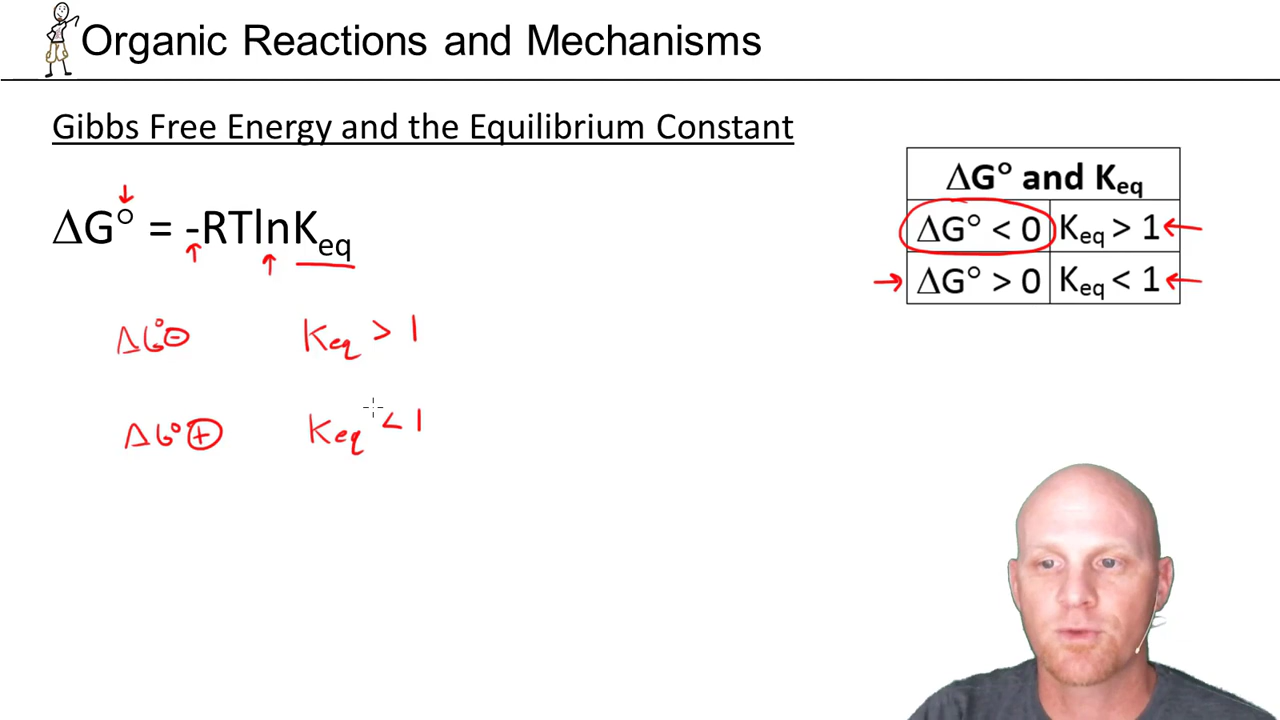 Organic Reactions and Mechanisms
Gibbs Free Energy and the Equilibrium Constant
ΔG° = -RTlnKeq
ΔG° and Keq
ΔG° < 0 Keq > 1
ΔG° > 0 Keq < 1
ΔG° ⊖ Keq > 1
ΔG° ⊕ Keq < 1